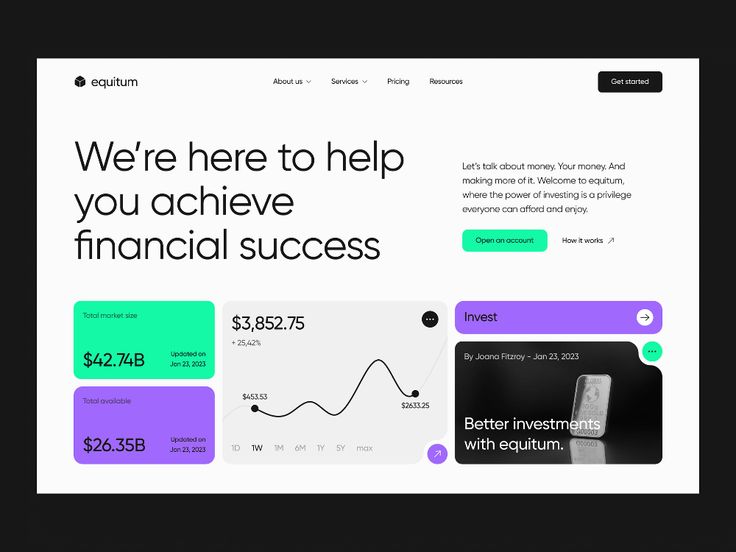 equitum
About us
Services
Pricing
Resources
Get started
We're here to help
you achieve
financial success
Let's talk about money. Your money. And
making more of it. Welcome to equitum,
where the power of investing is a privilege
everyone can afford and enjoy.
Open an account
How it works
Total market size
$42.74B
Updated on
Jan 23, 2023
Total available
$26.35B
Updated on
Jan 23, 2023
$3,852.75
+ 25,42%
$453.53
$2633.25
1D 1W 1M 6M 1Y 5Y max
Invest
By Joana Fitzroy - Jan 23, 2023
Better investments
with equitum.